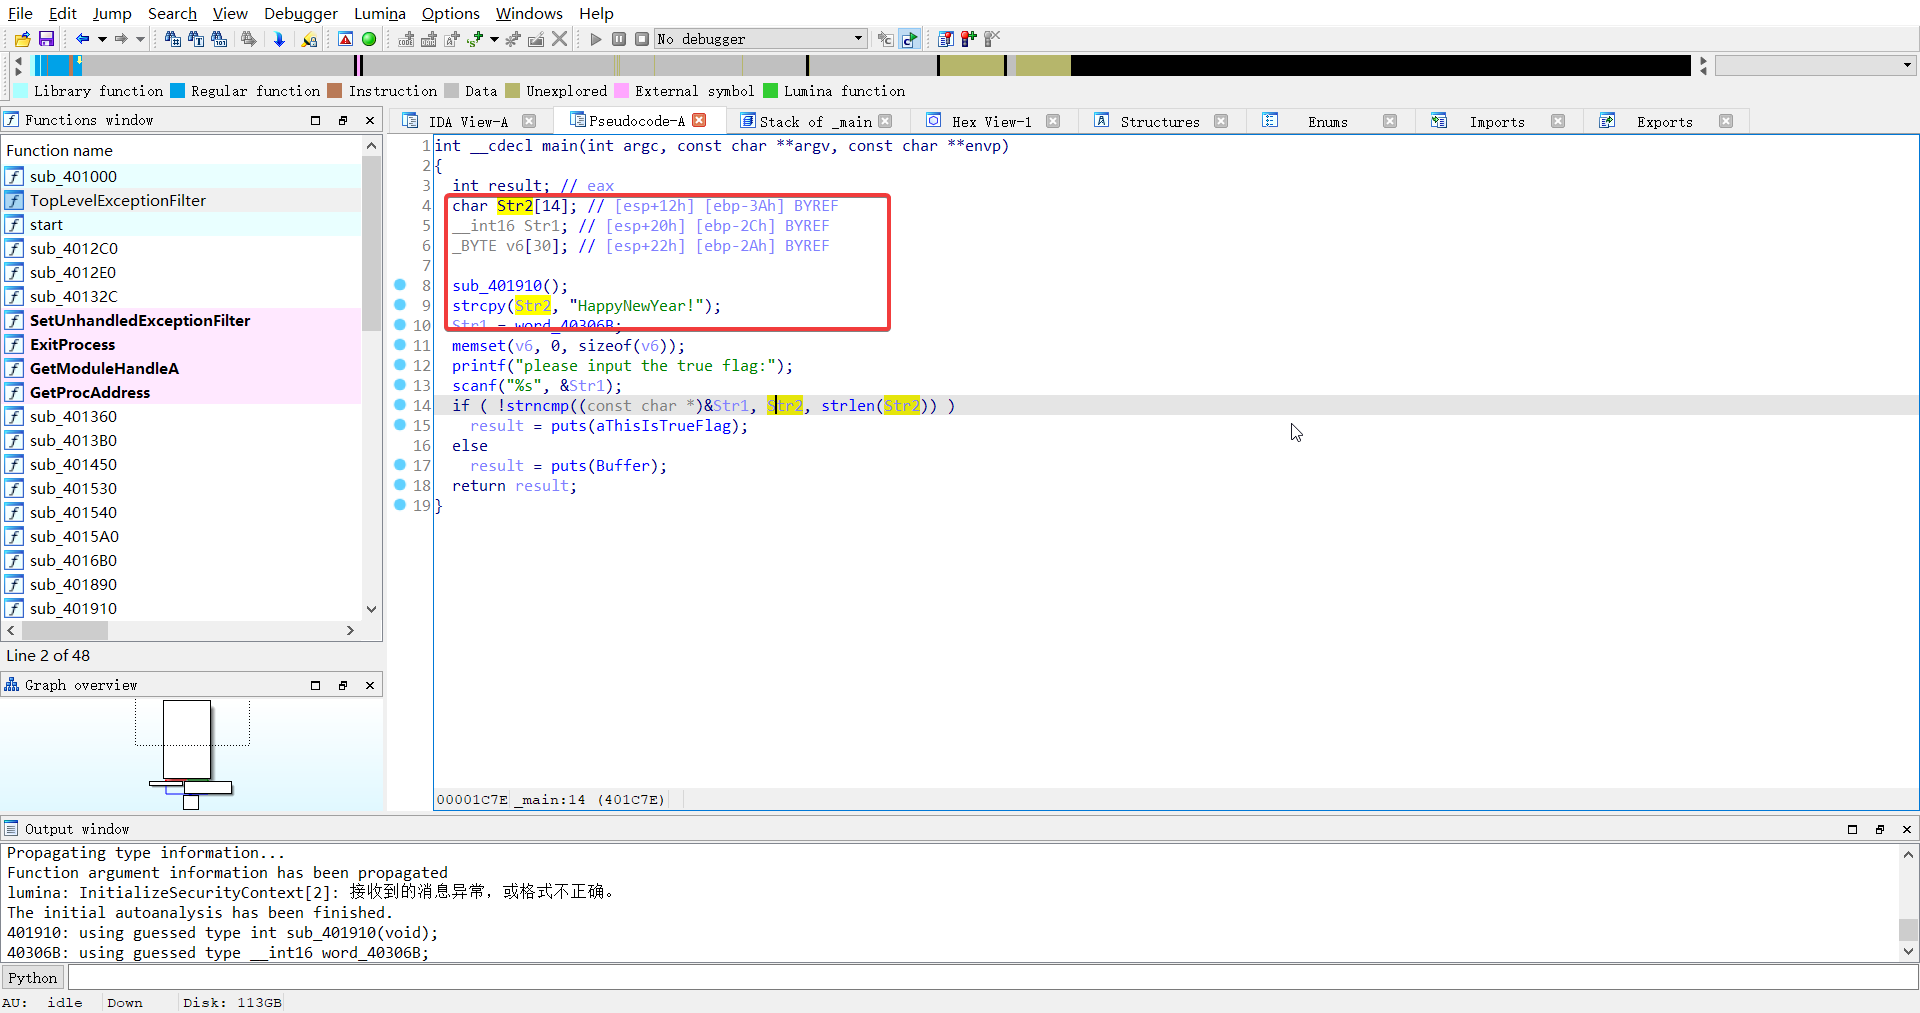 File Edit Jump Search View Debugger Lumina Options Windows Help
No debugger
Library function Regular function Instruction Data Unexplored External symbol Lumina function
Functions window
Function name
sub_401000
TopLevelExceptionFilter
start
sub_4012C0
sub_4012E0
sub_40132C
SetUnhandledExceptionFilter
ExitProcess
GetModuleHandleA
GetProcAddress
sub_401360
sub_4013B0
sub_401450
sub_401530
sub_401540
sub_4015A0
sub_4016B0
sub_401890
sub_401910
Line 2 of 48
Graph overview
IDA View-A Pseudocode-A Stack of _main Hex View-1 Structures Enums Imports Exports
1 int __cdecl main(int argc, const char **argv, const char **envp)
2 {
3 int result; // eax
4 char Str2[14]; // [esp+12h] [ebp-3Ah] BYREF
5 __int16 Str1; // [esp+20h] [ebp-2Ch] BYREF
6 _BYTE v6[30]; // [esp+22h] [ebp-2Ah] BYREF
7
8 sub_401910();
9 strcpy(Str2, "HappyNewYear!");
10 Str1 = word_40306B;
11 memset(v6, 0, sizeof(v6));
12 printf("please input the true flag:");
13 scanf("%s", &Str1);
14 if ( !strncmp((const char *)&Str1, Str2, strlen(Str2)) )
15 result = puts(aThisIsTrueFlag);
16 else
17 result = puts(Buffer);
18 return result;
19 }
00001C7E _main:14 (401C7E)
Output window
Propagating type information...
Function argument information has been propagated
lumina: InitializeSecurityContext[2]: 接收到的消息异常，或格式不正确。
The initial autoanalysis has been finished.
401910: using guessed type int sub_401910(void);
40306B: using guessed type __int16 word_40306B;
Python
AU: idle Down Disk: 113GB